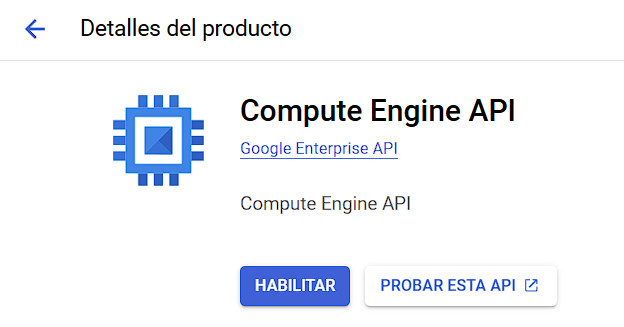 Detalles del producto
Compute Engine API
Google Enterprise API
Compute Engine API
HABILITAR
PROBAR ESTA API